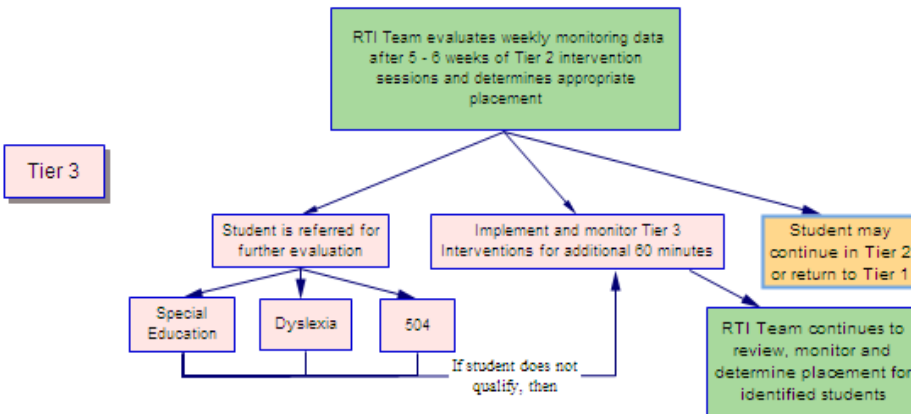 RTI Team evaluates weekly monitoring data
after 5 - 6 weeks of Tier 2 intervention
sessions and determines appropriate
placement
Tier 3
Student is referred for
further evaluation
Implement and monitor Tier 3
Interventions for additional 60 minutes
Student may
continue in Tier 2
or return to Tier 1
Special
Education
Dyslexia
504
If student does not
qualify, then
RTI Team continues to
review, monitor and
determine placement for
identified students